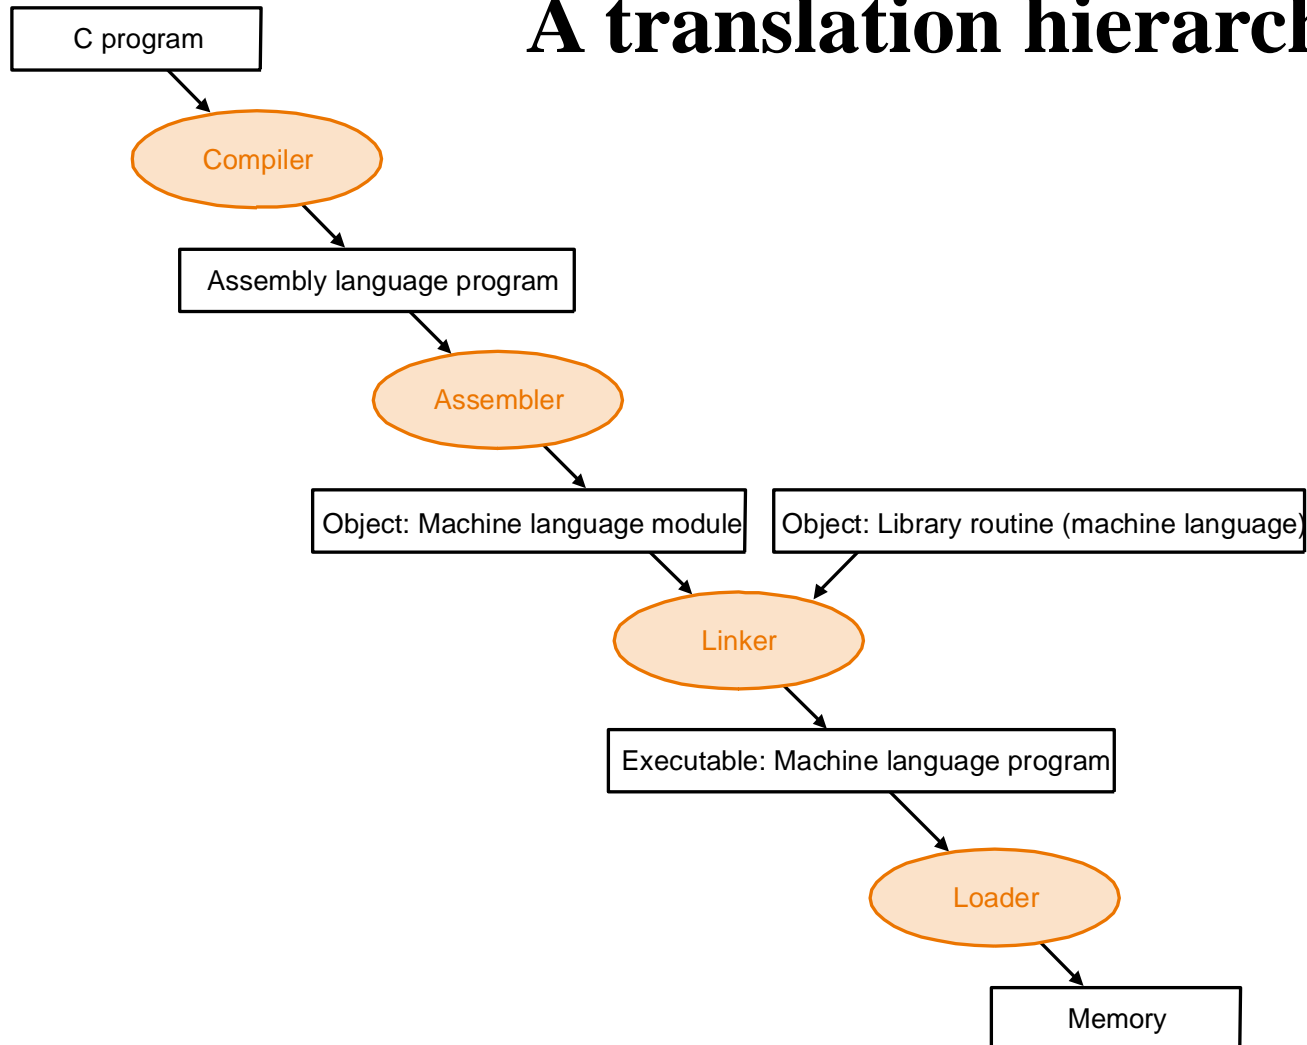 A translation hierarch
C program
Compiler
Assembly language program
Assembler
Object: Machine language module
Object: Library routine (machine language)
Linker
Executable: Machine language program
Loader
Memory